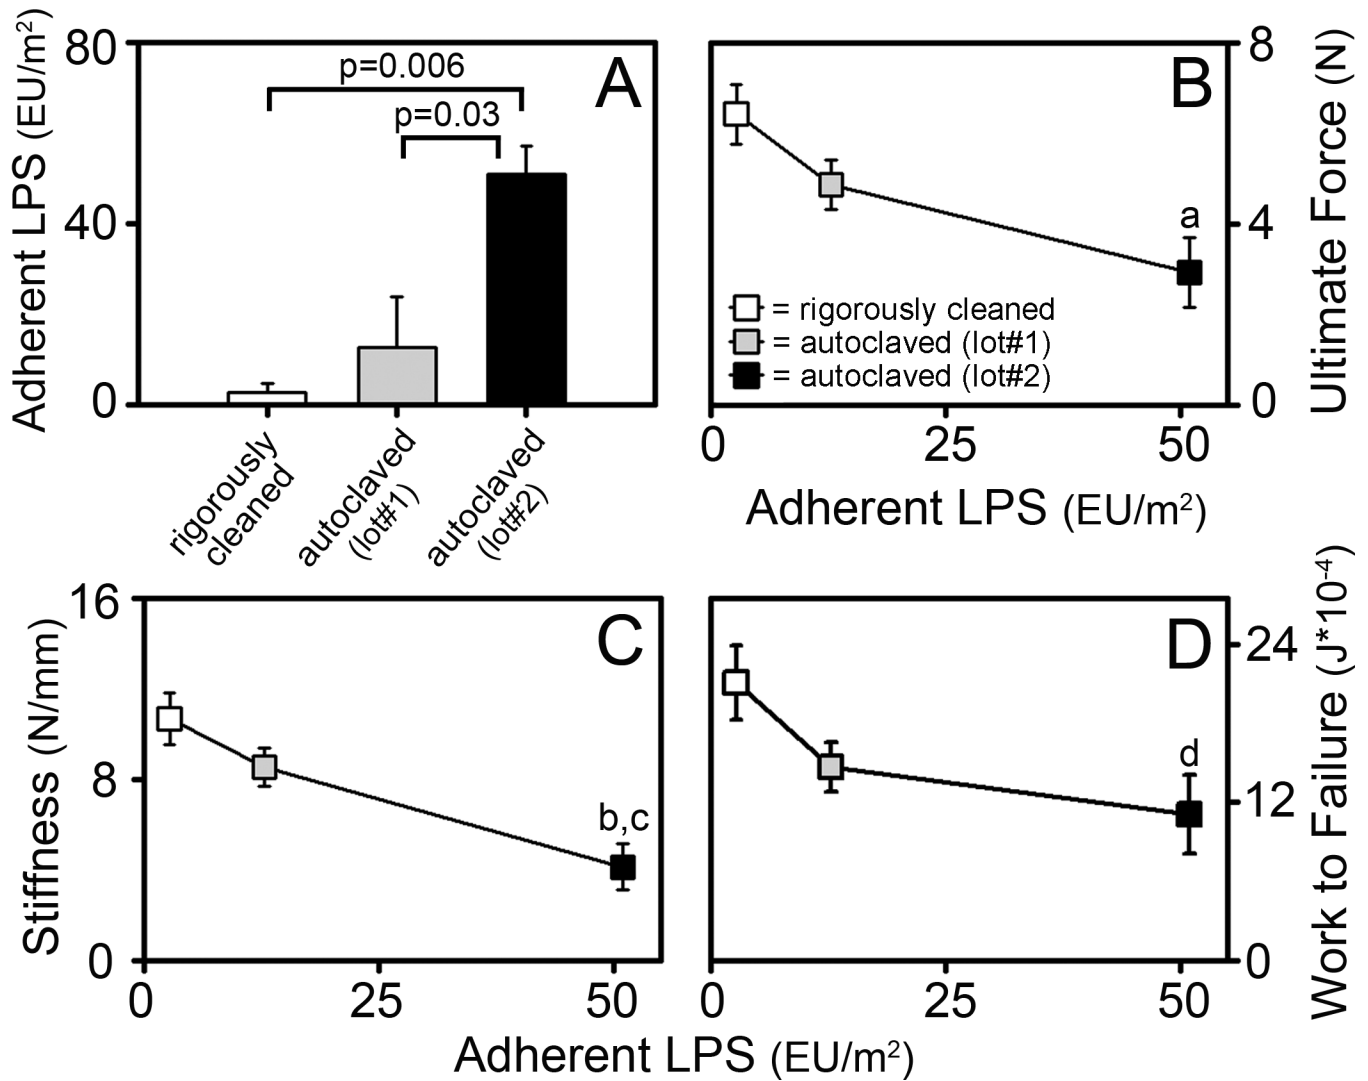 A
Adherent LPS (EU/m²)
80
40
0
p=0.006
p=0.03
rigorously
cleaned
autoclaved
(lot#1)
autoclaved
(lot#2)
B
8
4
0
Ultimate Force (N)
a
= rigorously cleaned
= autoclaved (lot#1)
= autoclaved (lot#2)
0 25 50
Adherent LPS (EU/m²)
C
Stiffness (N/mm)
16
8
0
b,c
0 25 50
D
24
12
0
Work to Failure (J*10⁻⁴)
d
0 25 50
Adherent LPS (EU/m²)